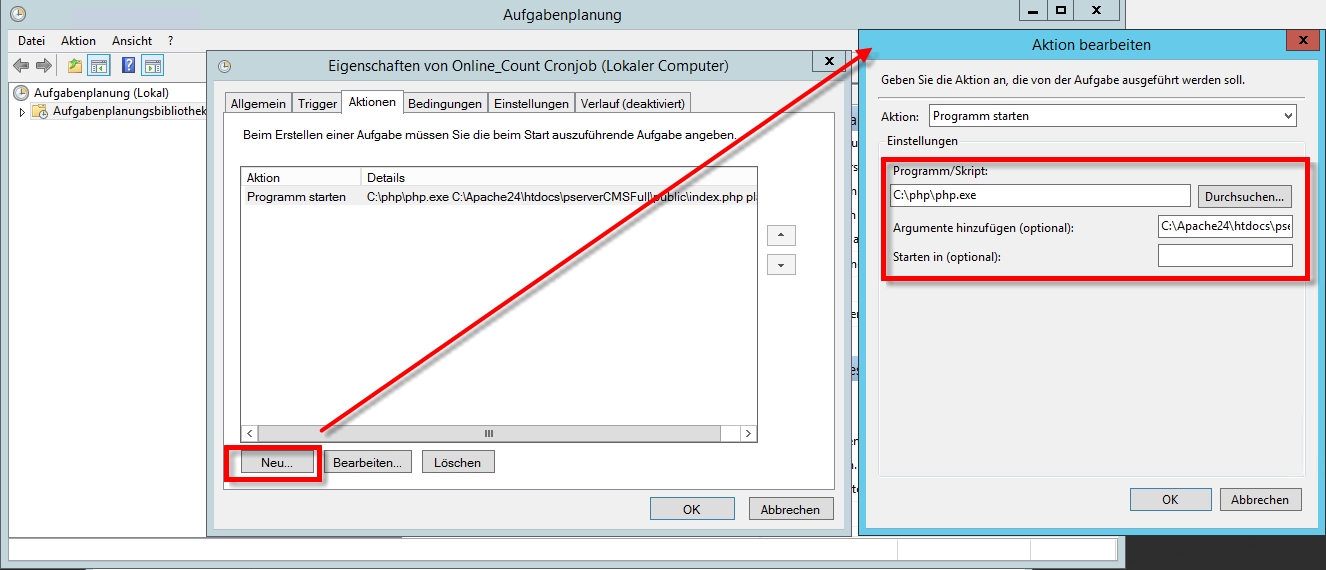 Aufgabenplanung
Datei Aktion Ansicht ?
Aufgabenplanung (Lokal)
Aufgabenplanungsbibliothek
Eigenschaften von Online_Count Cronjob (Lokaler Computer)
Allgemein Trigger Aktionen Bedingungen Einstellungen Verlauf (deaktiviert)
Beim Erstellen einer Aufgabe müssen Sie die beim Start auszuführende Aufgabe angeben.
Aktion Details
Programm starten C:\php\php.exe C:\Apache24\htdocs\pserverCMSFull\public\index.php pl
Neu... Bearbeiten... Löschen
OK Abbrechen
Aktion bearbeiten
Geben Sie die Aktion an, die von der Aufgabe ausgeführt werden soll.
Aktion: Programm starten
Einstellungen
Programm/Skript:
C:\php\php.exe Durchsuchen...
Argumente hinzufügen (optional): C:\Apache24\htdocs\pse
Starten in (optional):
OK Abbrechen